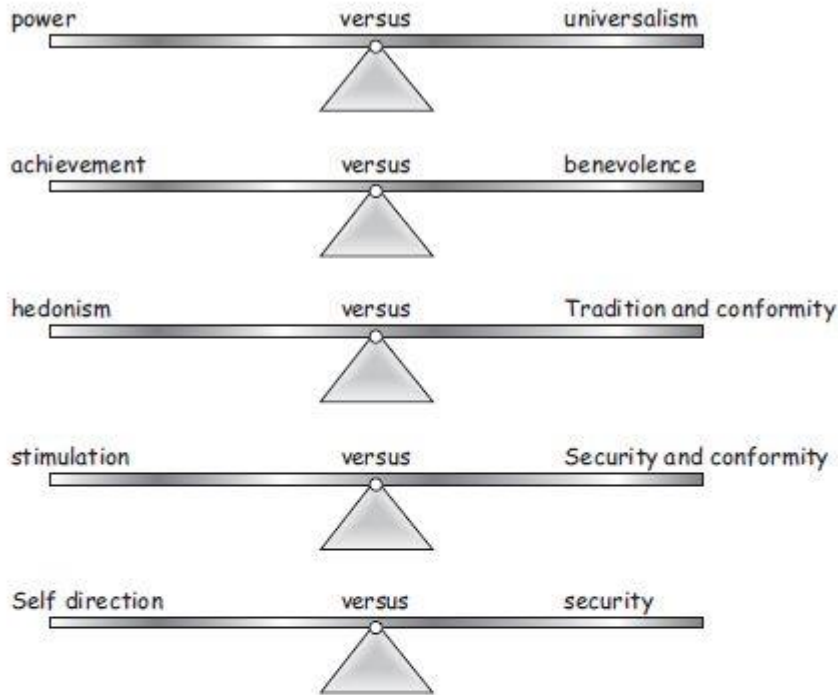 power versus universalism
achievement versus benevolence
hedonism versus Tradition and conformity
stimulation versus Security and conformity
Self direction versus security